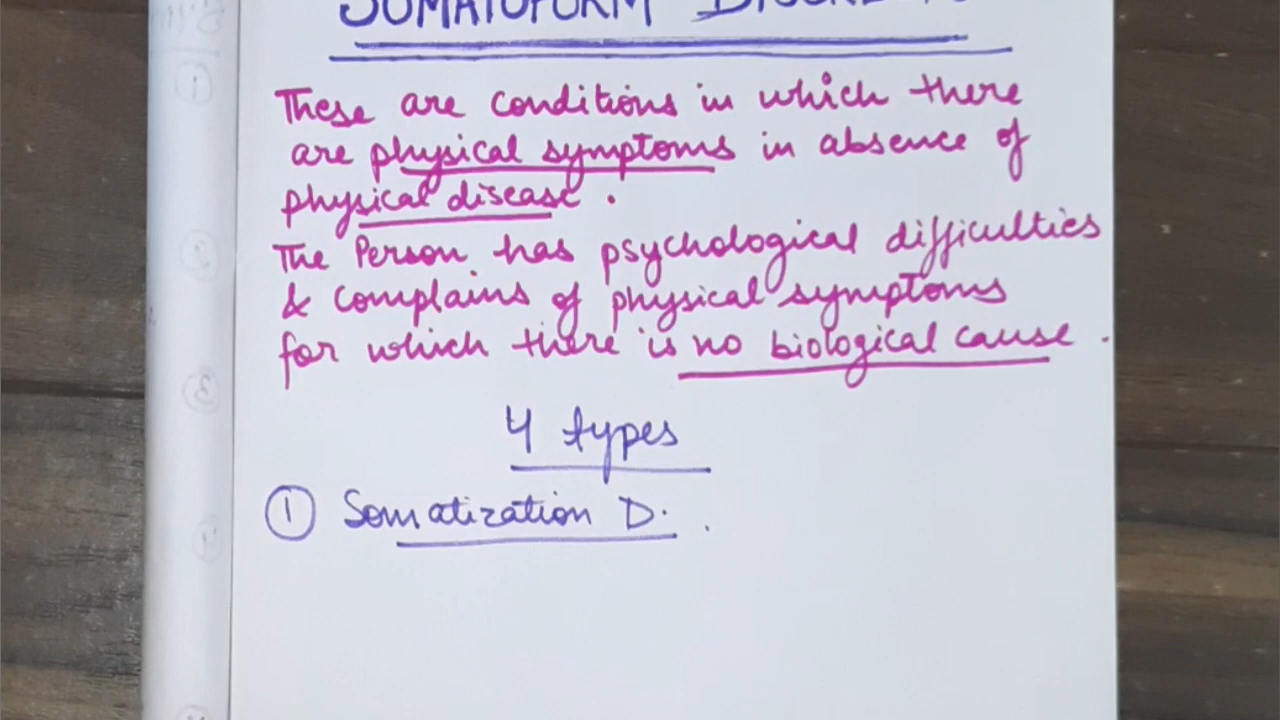 SOMATOFORM
These are conditions in which there
are physical symptoms in absence of
physical disease.
The Person has psychological difficulties
& complains of physical symptoms
for which there is no biological cause.
4 types
① Somatization D.